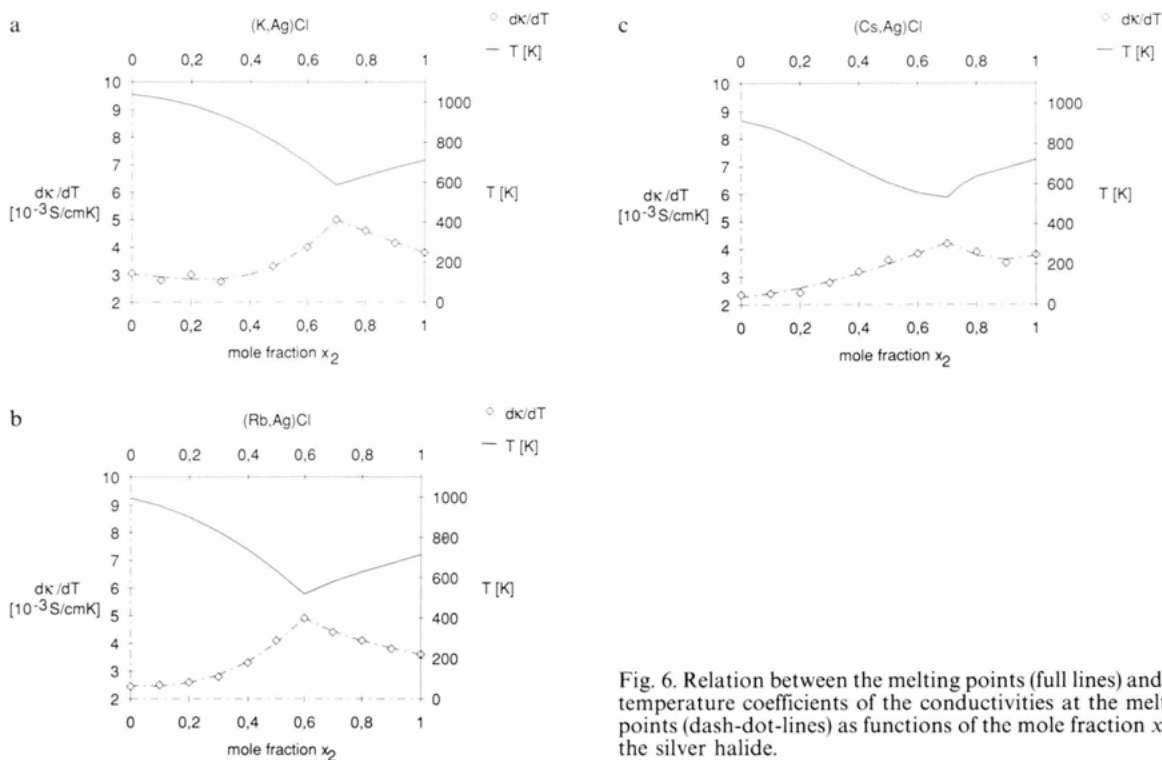 a
(K,Ag)Cl
◇ dκ/dT
— T [K]
0 0,2 0,4 0,6 0,8 1
10
9
8
7
6
5
4
3
2
dκ/dT
[10⁻³S/cmK]
1000
800
600
400
200
0
T [K]
0 0,2 0,4 0,6 0,8 1
mole fraction x₂
c
(Cs,Ag)Cl
◇ dκ/dT
— T [K]
0 0,2 0,4 0,6 0,8 1
10
9
8
7
6
5
4
3
2
dκ/dT
[10⁻³S/cmK]
1000
800
600
400
200
0
T [K]
0 0,2 0,4 0,6 0,8 1
mole fraction x₂
b
(Rb,Ag)Cl
◇ dκ/dT
— T [K]
0 0,2 0,4 0,6 0,8 1
10
9
8
7
6
5
4
3
2
dκ/dT
[10⁻³S/cmK]
1000
800
600
400
200
0
T [K]
0 0,2 0,4 0,6 0,8 1
mole fraction x₂
Fig. 6. Relation between the melting points (full lines) and
temperature coefficients of the conductivities at the mel
points (dash-dot-lines) as functions of the mole fraction x
the silver halide.